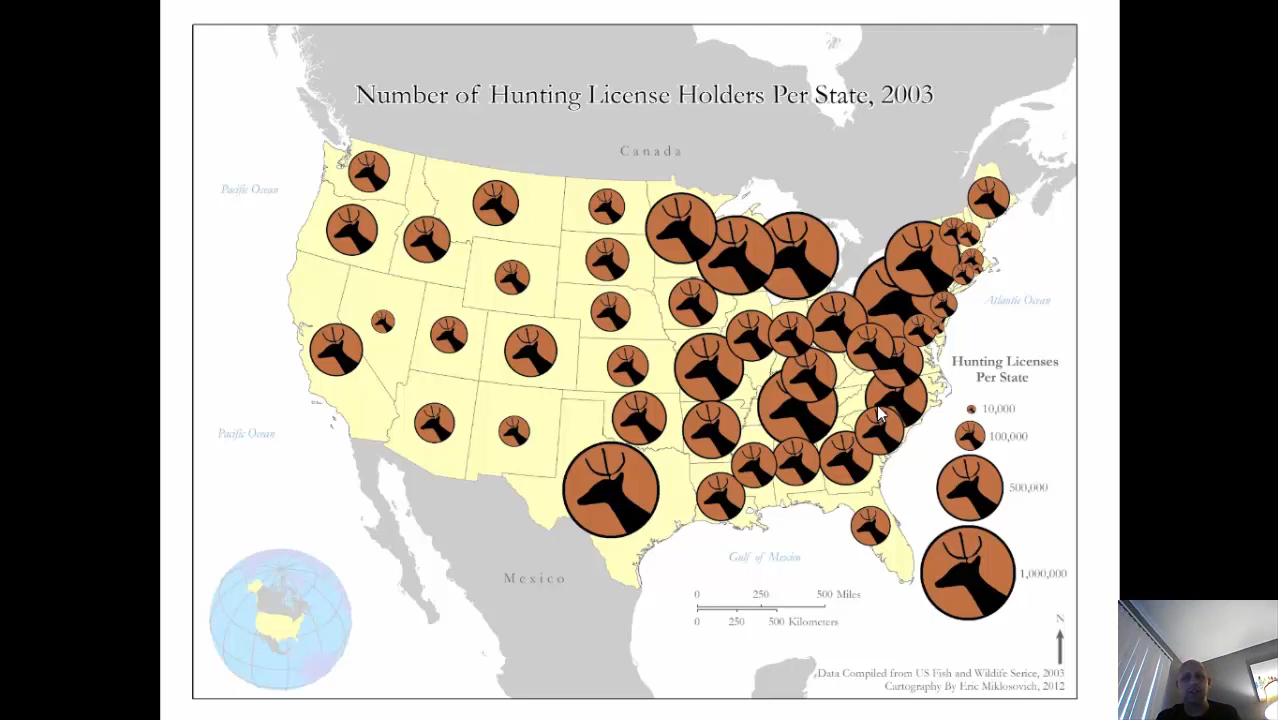 Number of Hunting License Holders Per State, 2003
Canada
Pacific Ocean
Atlantic Ocean
Hunting Licenses
Per State
10,000
100,000
Pacific Ocean
500,000
Gulf of Mexico
Mexico
1,000,000
0 250 500 Miles
0 250 500 Kilometers
N
Data Compiled from US Fish and Wildlife Serice, 2003
Cartography By Eric Miklosovich, 2012